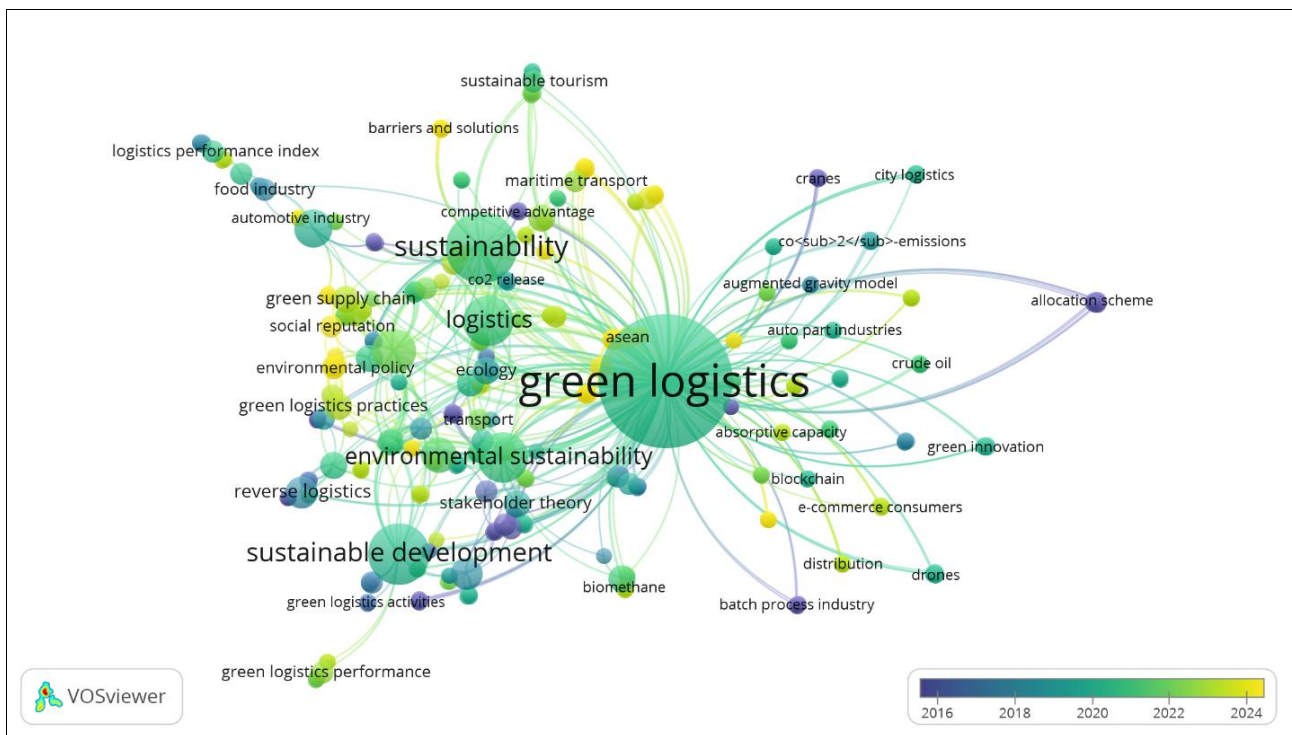 sustainable tourism
barriers and solutions
logistics performance index
maritime transport
cranes
city logistics
food industry
automotive industry
competitive advantage
sustainability
co<sub>2</sub>-emissions
co2 release
augmented gravity model
green supply chain
allocation scheme
social reputation
logistics
auto part industries
asean
environmental policy
ecology
crude oil
green logistics
green logistics practices
transport
absorptive capacity
green innovation
environmental sustainability
blockchain
reverse logistics
stakeholder theory
e-commerce consumers
sustainable development
distribution
drones
biomethane
green logistics activities
batch process industry
green logistics performance
VOSviewer
2016 2018 2020 2022 2024